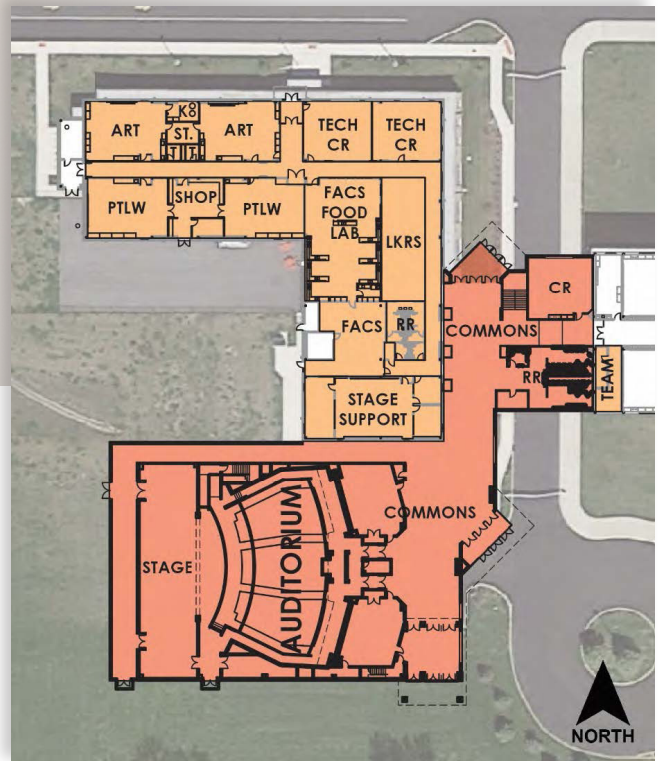 ART
K
ST.
T
T
ART
TECH
CR
TECH
CR
PTLW
SHOP
PTLW
FACS
FOOD
LAB
LKRS
FACS
RR
STAGE
SUPPORT
COMMONS
CR
RR
TEAM
STAGE
AUDITORIUM
COMMONS
NORTH